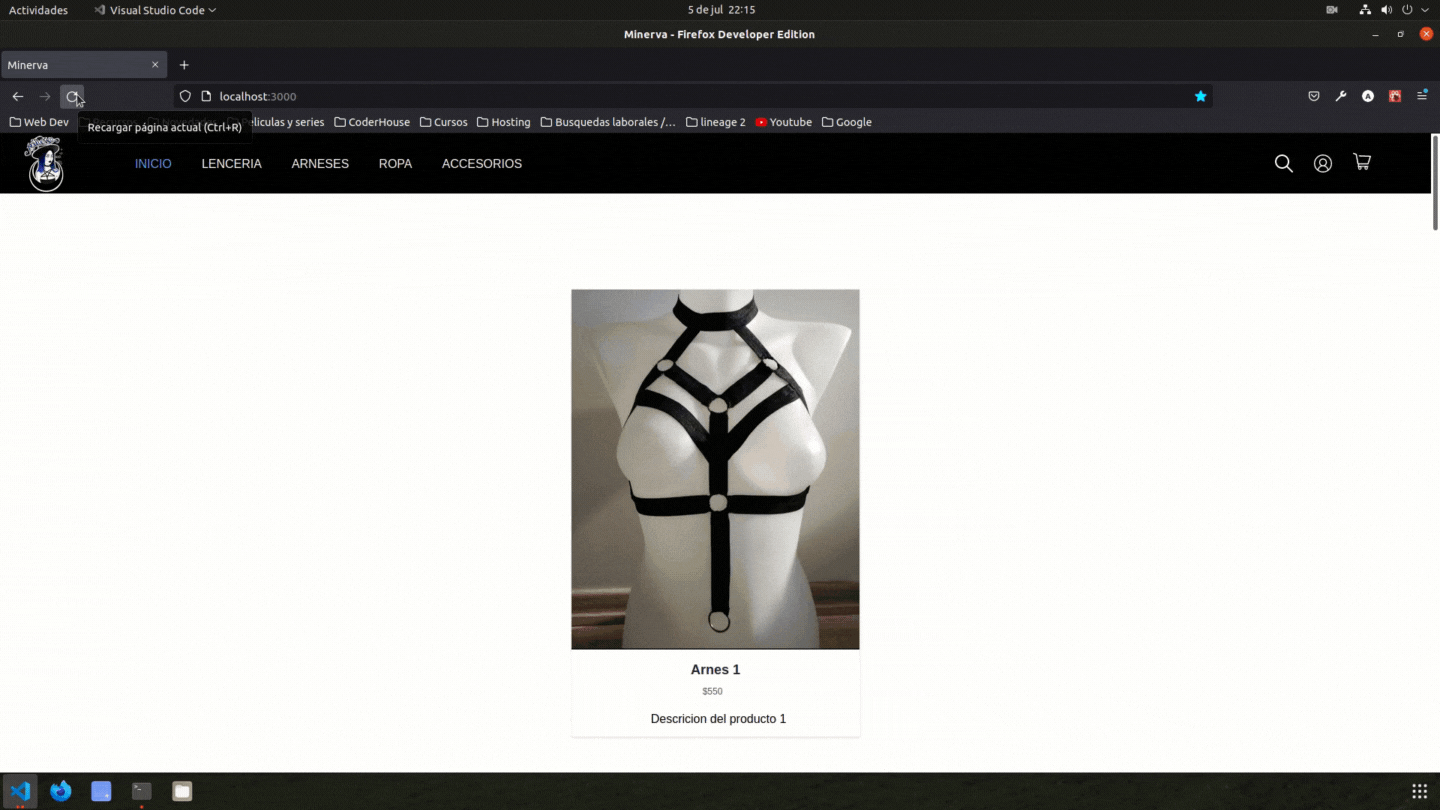 Actividades
Visual Studio Code
5 de jul 22:15
Minerva - Firefox Developer Edition
Minerva
localhost:3000
Web Dev
Recursos
Novedades
Peliculas y series
CoderHouse
Cursos
Hosting
Busquedas laborales /...
lineage 2
Youtube
Google
Recargar página actual (Ctrl+R)
INICIO
LENCERIA
ARNESES
ROPA
ACCESORIOS
Arnes 1
$550
Descricion del producto 1